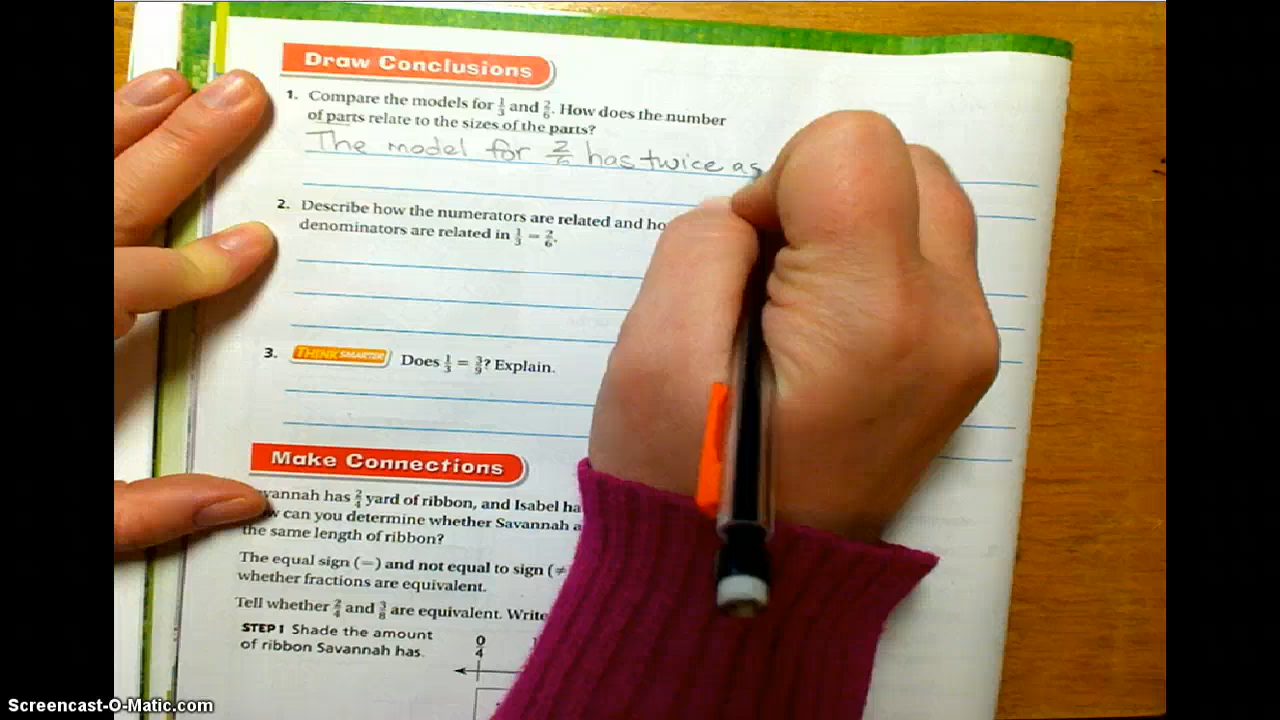 Draw Conclusions
1. Compare the models for 1/3 and 2/6. How does the number
of parts relate to the sizes of the parts?
The model for 2/6 has twice as
2. Describe how the numerators are related and
denominators are related in 1/3 = 2/6.
3. THINK SMARTER Does 1/3 = 3/9? Explain.
Make Connections
has 2/4 yard of ribbon, and Isabel
can you determine whether Savannah
the same length of ribbon?
The equal sign (=) and not equal to sign (≠
whether fractions are equivalent.
Tell whether 2/4 and 3/8 are equivalent. Write
STEP 1 Shade the amount
of ribbon Savannah has.
0/4
Screencast-O-Matic.com